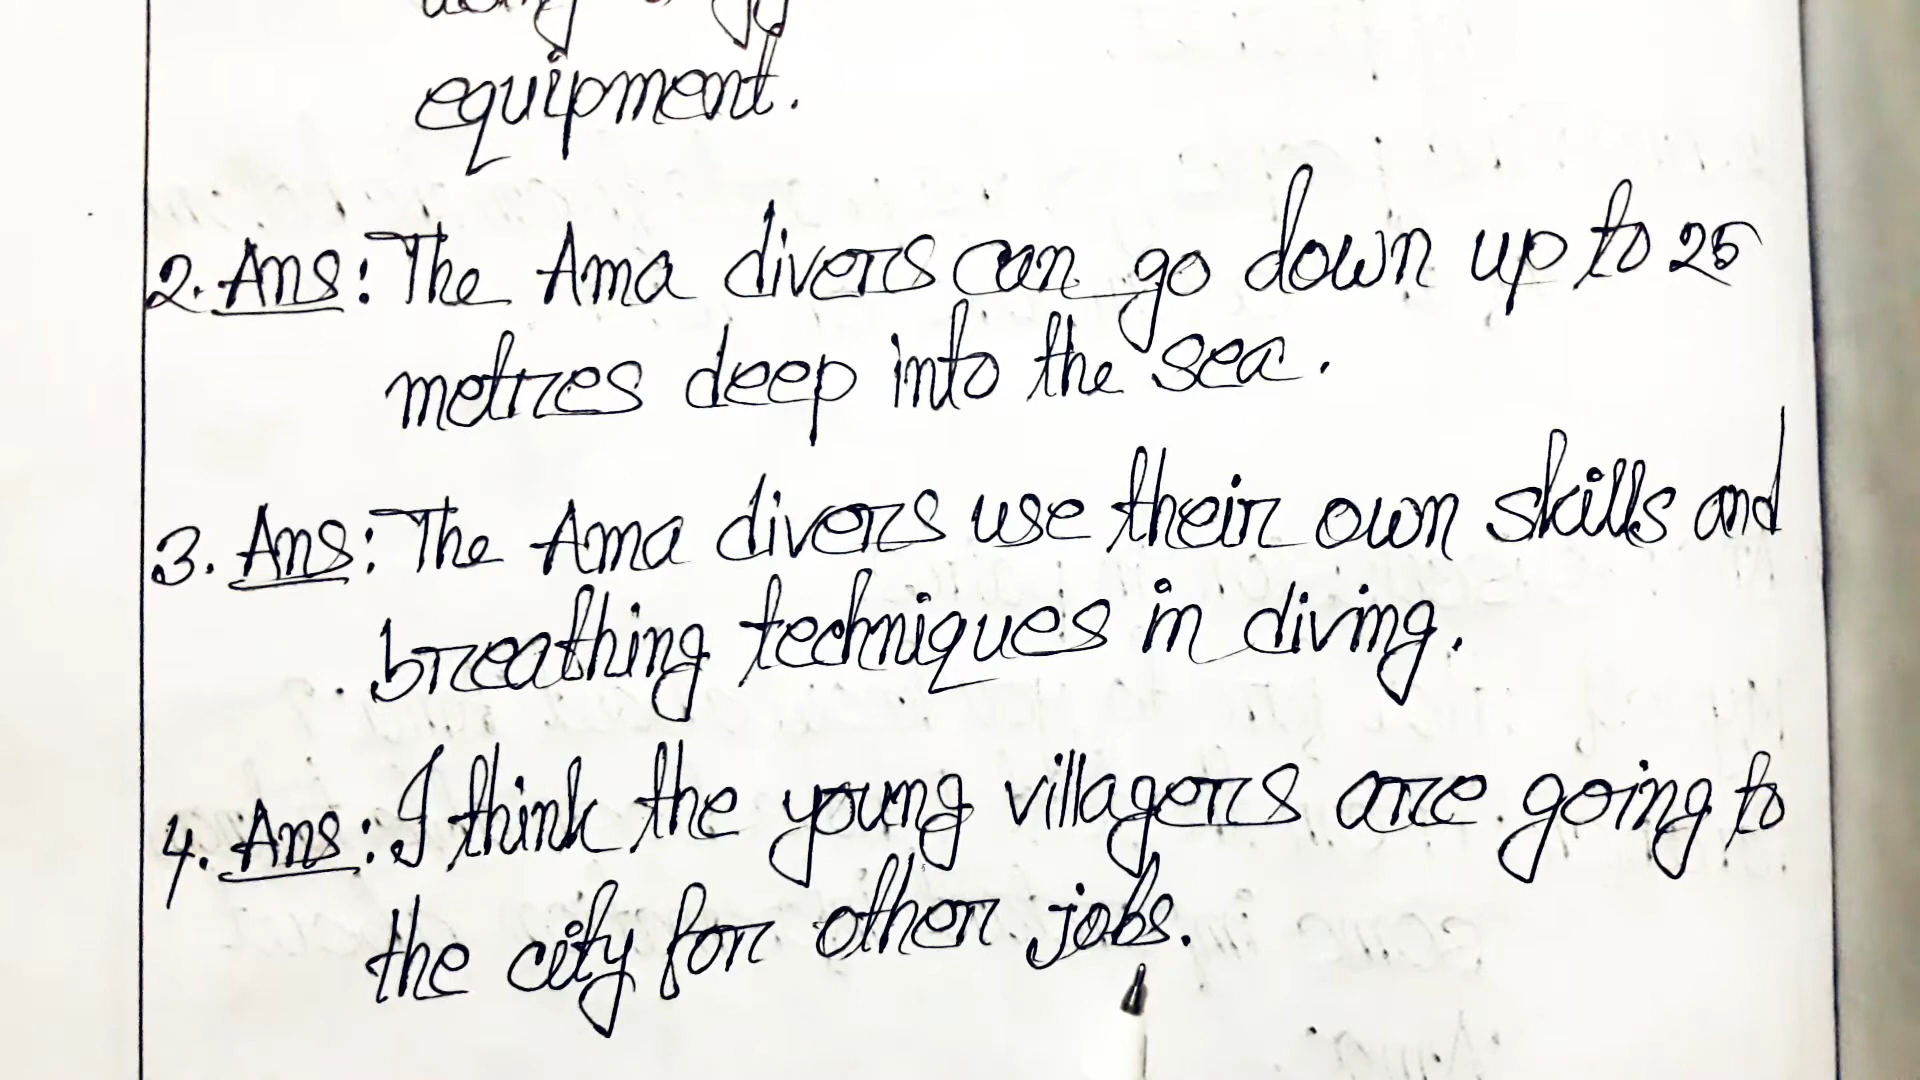 equipment.
2. Ans: The Ama divers can go down up to 25
metres deep into the sea.
3. Ans: The Ama divers use their own skills and
breathing techniques in diving.
4. Ans: I think the young villagers are going to
the city for other jobs.